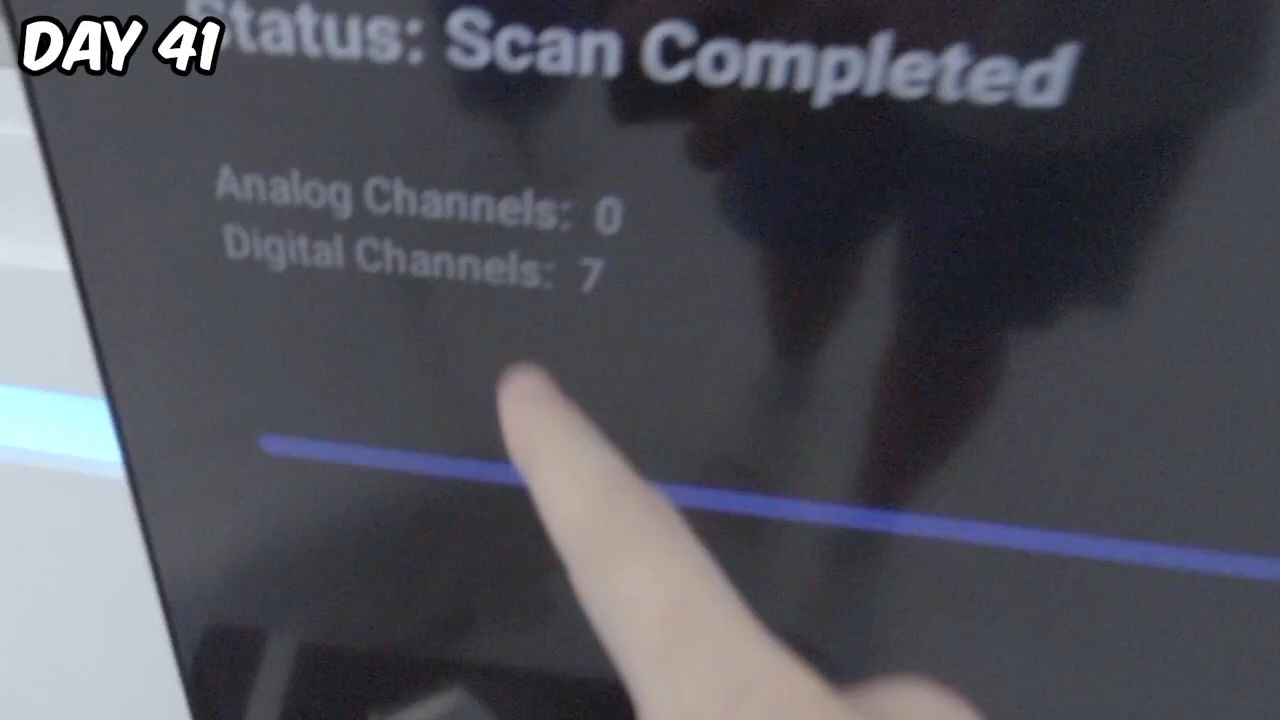 DAY 41
Status: Scan Completed
Analog Channels: 0
Digital Channels: 7